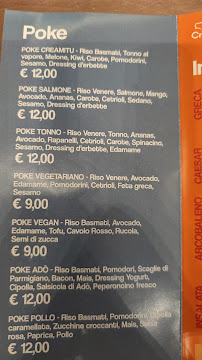 Poke
POKE CREAMITU - Riso Basmati, Tonno al
vapore, Melone, Kiwi, Carote, Pomodorini,
Sesamo, Dressing d'erbette
€ 12,00
POKE SALMONE - Riso Venere, Salmone, Mango,
Avocado, Ananas, Carote, Cetrioli, Sedano,
Sesamo, Dressing d'erbette
€ 12,00
POKE TONNO - Riso Venere, Tonno, Ananas,
Avocado, Rapanelli, Cetrioli, Carote, Spinacino,
Sesamo, Dressing d'erbette, Edamame
€ 12,00
POKE VEGETARIANO - Riso Venere, Avocado,
Edamame, Pomodorini, Cetrioli, Feta greca,
Sesamo
€ 9,00
POKE VEGAN - Riso Basmati, Avocado,
Edamame, Tofu, Cavolo Rosso, Rucola,
Semi di zucca
€ 9,00
POKE ADÒ - Riso Basmati, Pomodori, Scaglie di
Parmigiano, Bacon, Mais, Dressing Yogurt,
Cipolla, Salsicola di Adò, Peperoncino fresco
€ 12,00
POKE POLLO - Riso Basmati, Pomodorini,
caramellata, Zucchine croccanti, Mais, Salsa
rosa, Paprica, Pollo
€ 12,00
GRECA
CAESAR